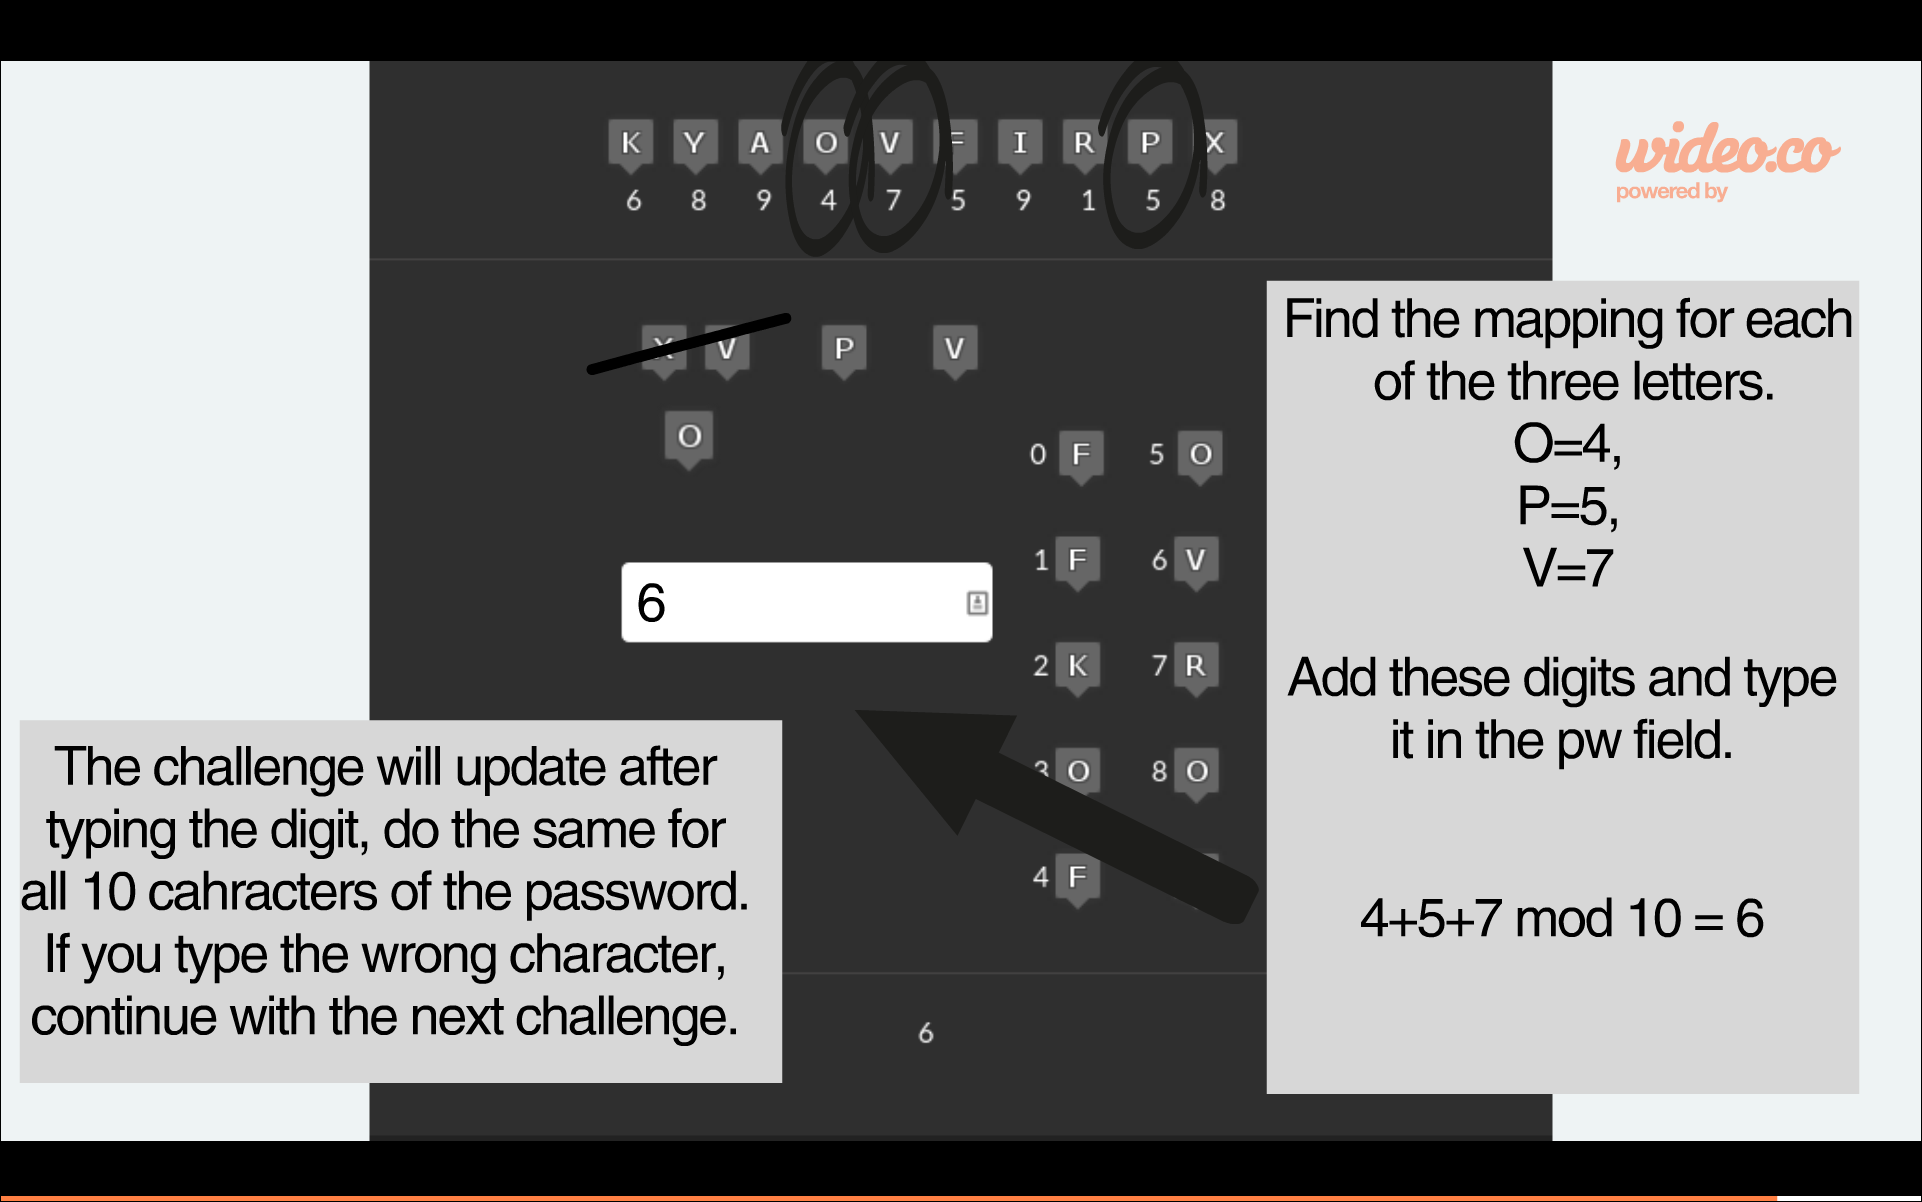 K Y A O V F I R P X
6 8 9 4 7 5 9 1 5 8
wideo.co
powered by
X V P V
O
0 F 5 O
1 F 6 V
2 K 7 R
3 O 8 O
4 F
6
6
Find the mapping for each
of the three letters.
O=4,
P=5,
V=7
Add these digits and type
it in the pw field.
4+5+7 mod 10 = 6
The challenge will update after
typing the digit, do the same for
all 10 cahracters of the password.
If you type the wrong character,
continue with the next challenge.